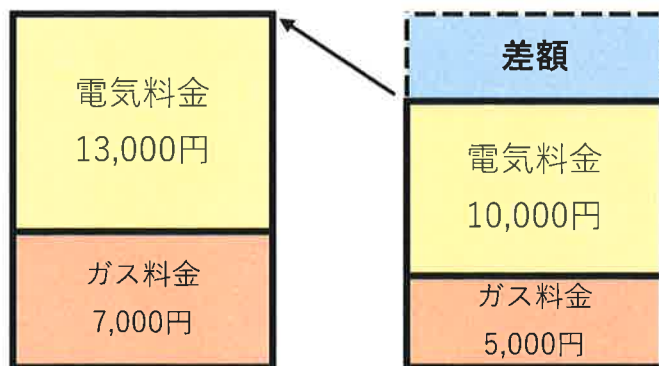 電気料金
13,000円
ガス料金
7,000円
差額
電気料金
10,000円
ガス料金
5,000円